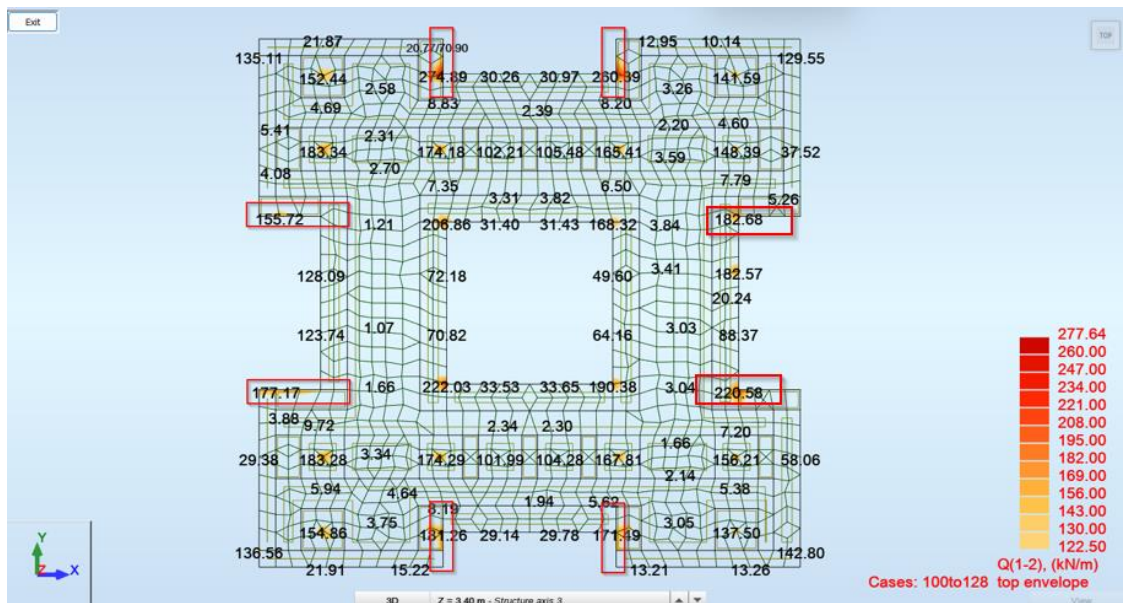 Exit
TOP
21.87 20.77/70.90 12.95 10.14
135.11 129.55
152.44 274.89 30.26 30.97 260.39 141.59
2.58 3.26
4.69 8.83 2.39 8.20 4.60
5.41 2.31 2.20
183.34 174.18 102.21 105.48 165.41 3.59 148.39 37.52
4.08 2.70 7.79
7.35 3.31 3.82 6.50 5.26
155.72 1.21 206.86 31.40 31.43 168.32 3.84 182.68
128.09 72.18 49.60 3.41 182.57
20.24
123.74 1.07 70.82 64.16 3.03 88.37
177.17 1.66 222.03 33.53 33.65 190.38 3.04 220.58
3.88 9.72 2.34 2.30 1.66 7.20
29.38 183.28 3.34 174.29 101.99 104.28 167.81 156.21 58.06
2.14
5.94 4.64 1.94 5.62 5.38
3.75 3.19 3.05
154.86 29.14 29.78 171.49 137.50
136.56 142.80
21.91 15.22 13.21 13.26
277.64
260.00
247.00
234.00
221.00
208.00
195.00
182.00
169.00
156.00
143.00
130.00
122.50
Q(1-2), (kN/m)
Cases: 100to128 top envelope
Y
Z X
3D Z = 3.40 m - Structure axis 3
View